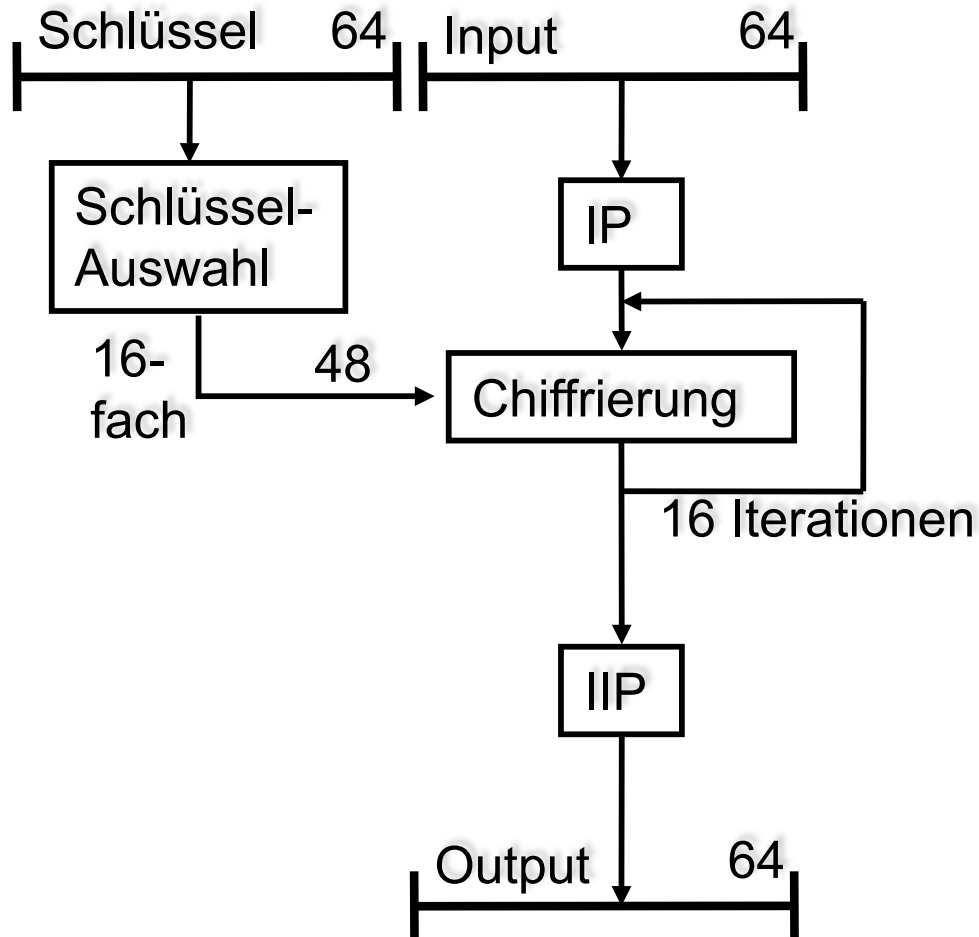 Schlüssel 64
Input 64
Schlüssel-
Auswahl
IP
16-
fach
48
Chiffrierung
16 Iterationen
IIP
Output 64